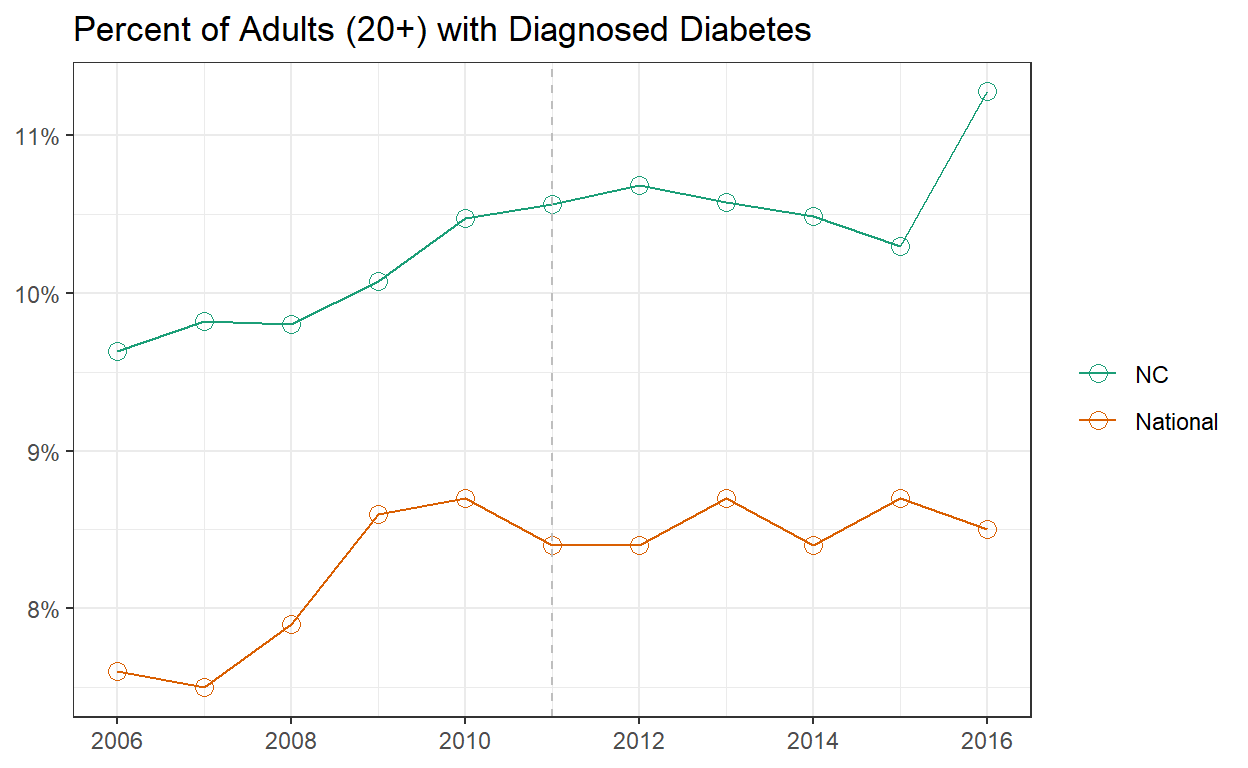 Percent of Adults (20+) with Diagnosed Diabetes
11%
10%
9%
8%
2006 2008 2010 2012 2014 2016
NC
National